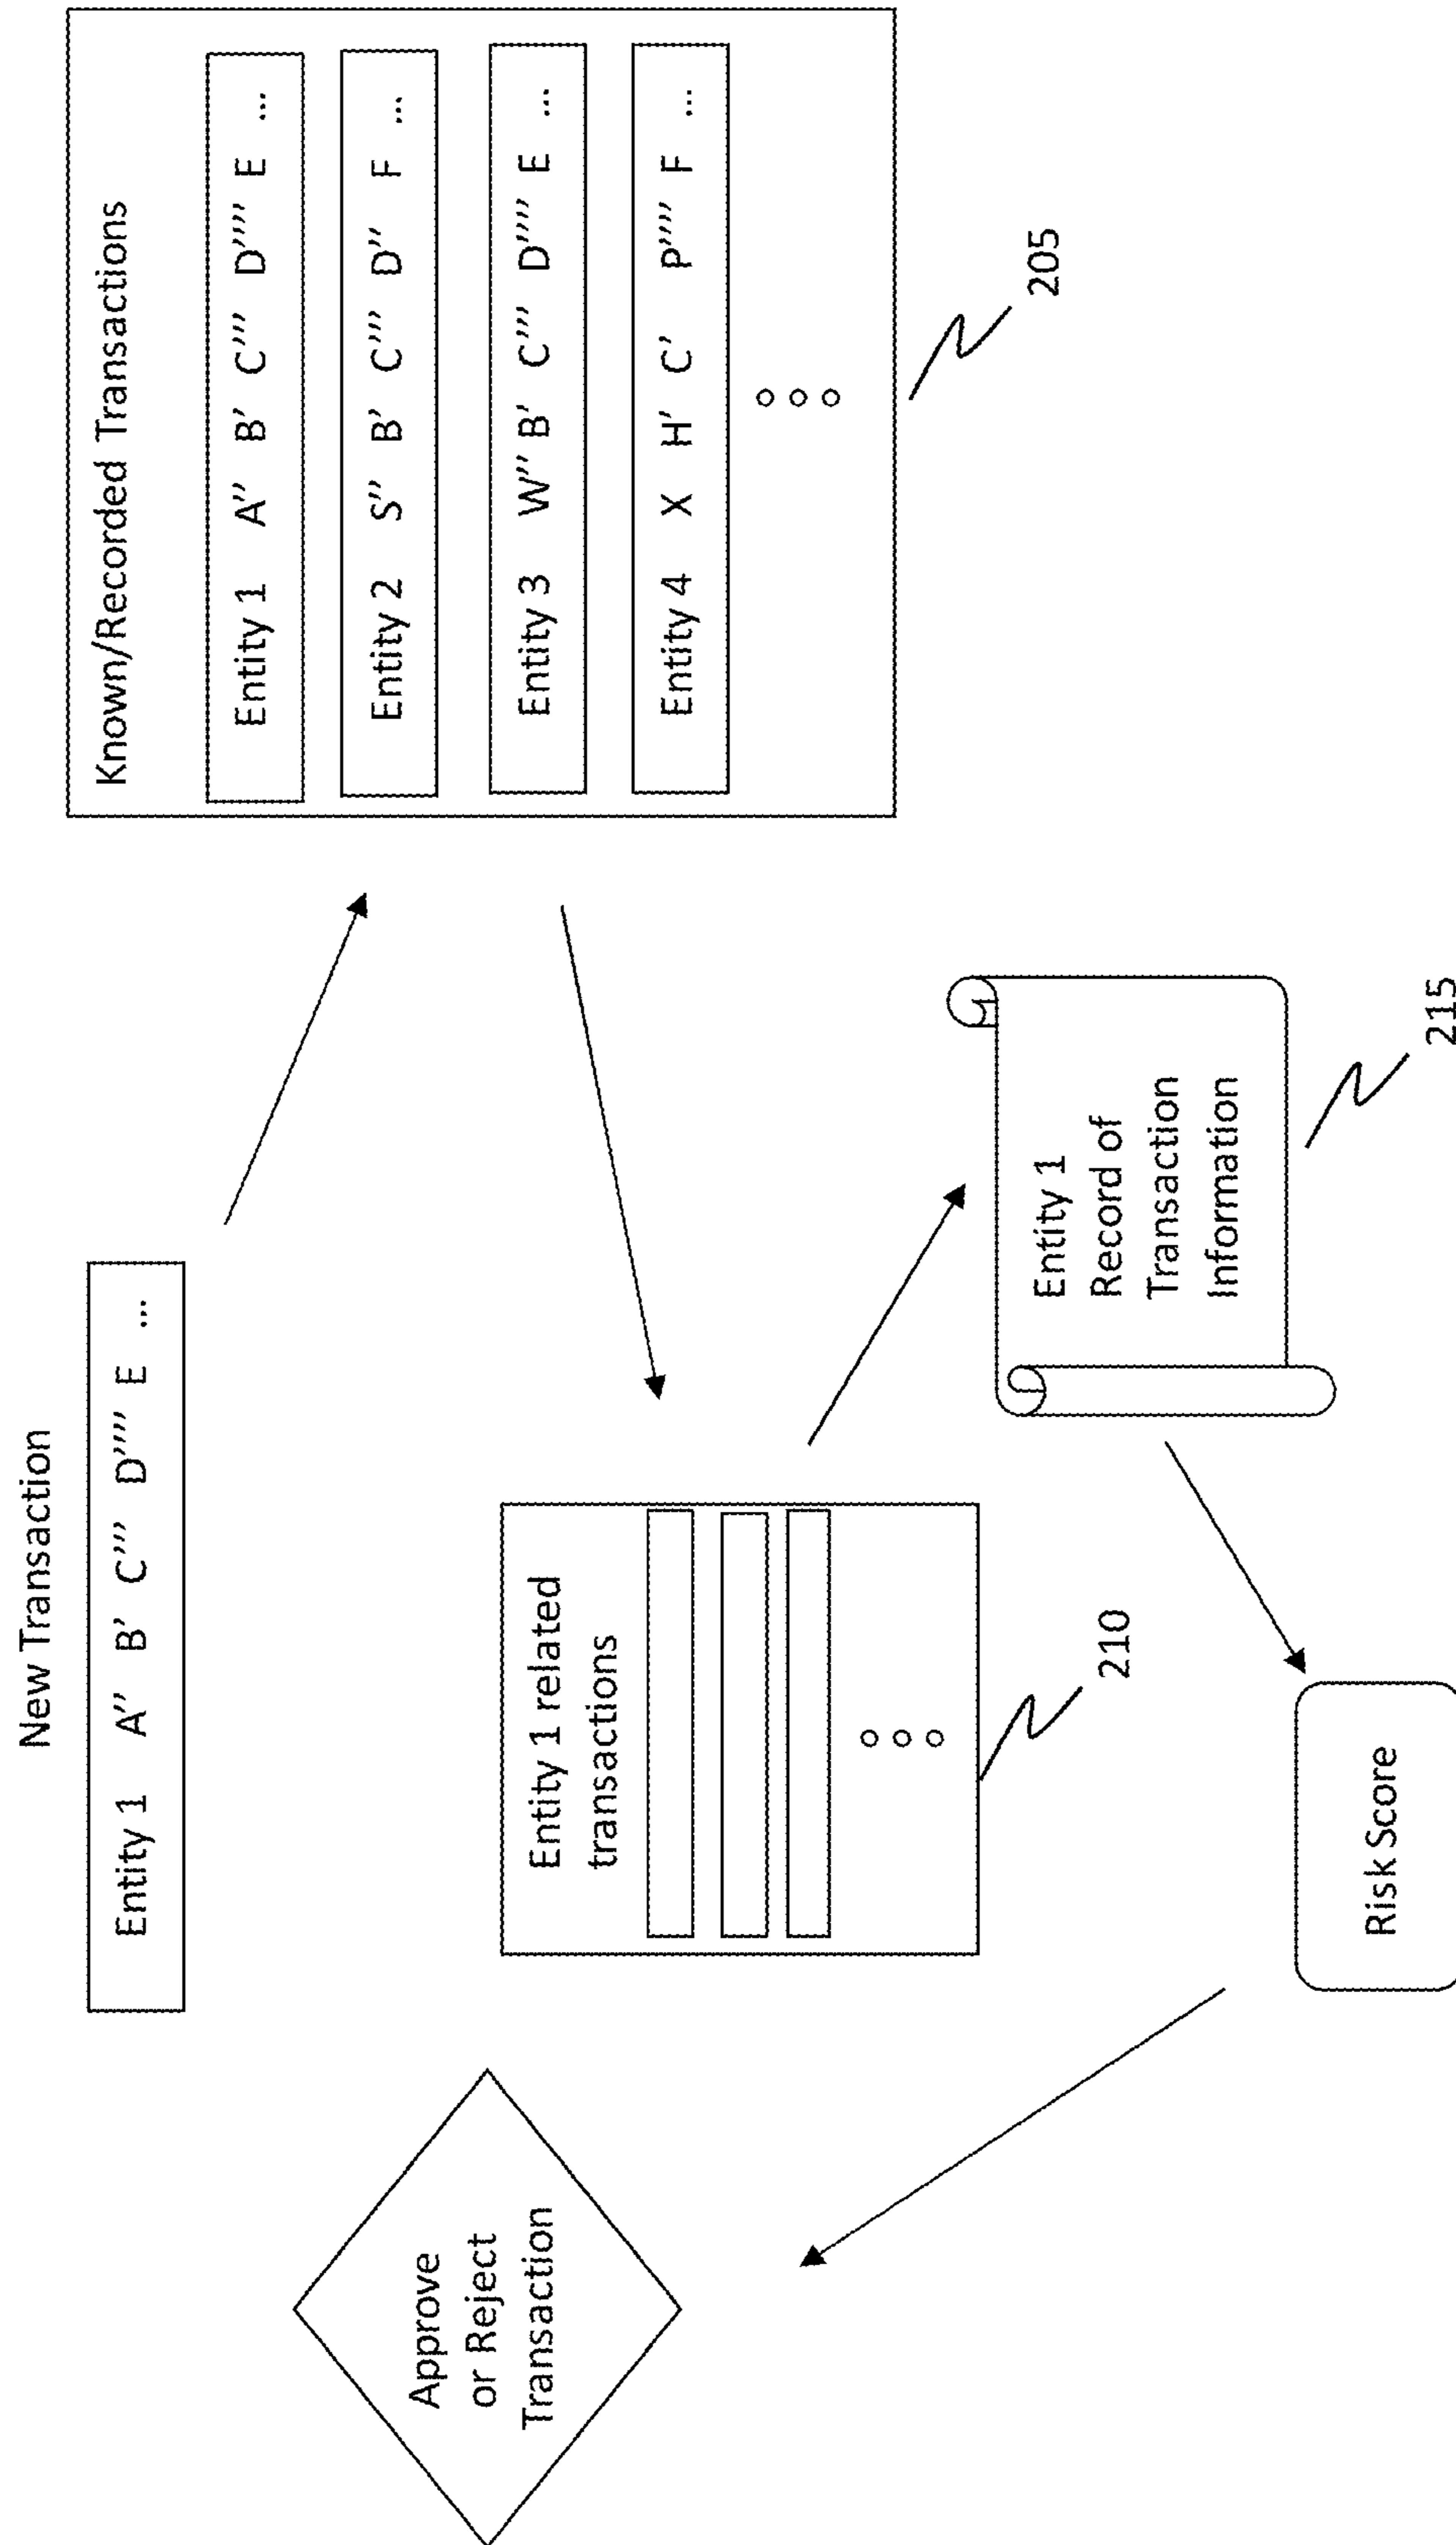 New Transaction
Entity 1 A'' B' C''' D'''' E ...
Known/Recorded Transactions
Entity 1 A'' B' C''' D'''' E ...
Entity 2 S'' B' C''' D'' F ...
Entity 3 W'' B' C''' D'''' E ...
Entity 4 X H' C' P'''' F ...
205
Entity 1 related
transactions
210
Entity 1
Record of
Transaction
Information
215
Risk Score
Approve
or Reject
Transaction